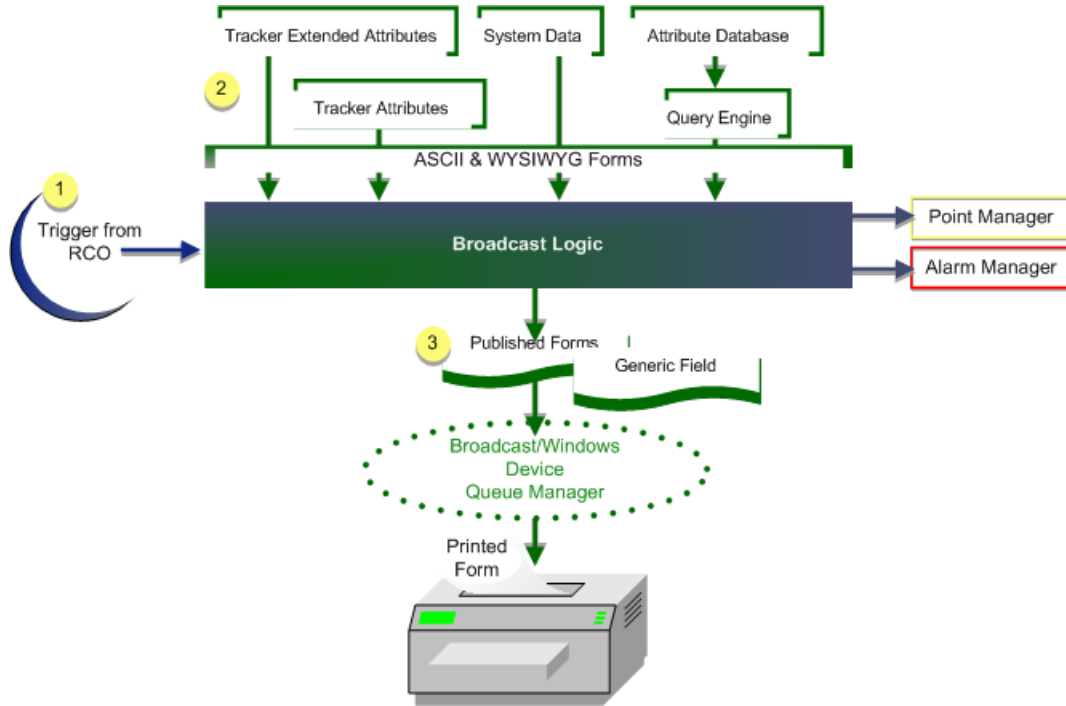 Tracker Extended Attributes
System Data
Attribute Database
2
Tracker Attributes
Query Engine
ASCII & WYSIWYG Forms
1
Trigger from
RCO
Broadcast Logic
Point Manager
Alarm Manager
3
Published Forms
Generic Field
Broadcast/Windows
Device
Queue Manager
Printed
Form